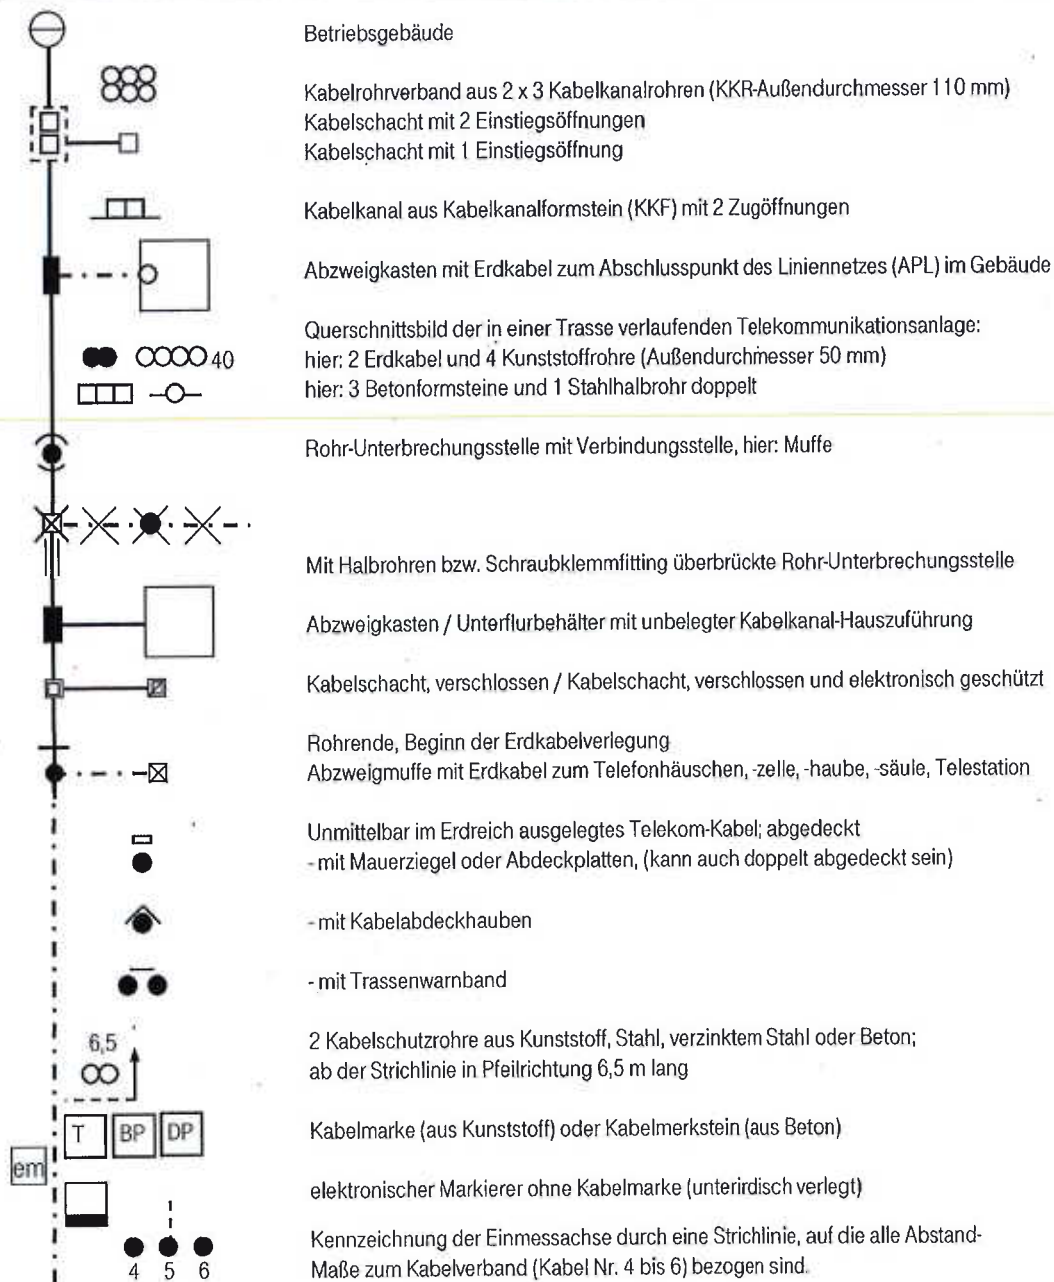 Betriebsgebäude
Kabelrohrverband aus 2 x 3 Kabelkanalrohren (KKR-Außendurchmesser 110 mm)
Kabelschacht mit 2 Einstiegsöffnungen
Kabelschacht mit 1 Einstiegsöffnung
Kabelkanal aus Kabelkanalformstein (KKF) mit 2 Zugöffnungen
Abzweigkasten mit Erdkabel zum Abschlusspunkt des Liniennetzes (APL) im Gebäude
Querschnittsbild der in einer Trasse verlaufenden Telekommunikationsanlage:
40 hier: 2 Erdkabel und 4 Kunststoffrohre (Außendurchmesser 50 mm)
hier: 3 Betonformsteine und 1 Stahlhalbrohr doppelt
Rohr-Unterbrechungsstelle mit Verbindungsstelle, hier: Muffe
Mit Halbrohren bzw. Schraubklemmfitting überbrückte Rohr-Unterbrechungsstelle
Abzweigkasten / Unterflurbehälter mit unbelegter Kabelkanal-Hauszuführung
Kabelschacht, verschlossen / Kabelschacht, verschlossen und elektronisch geschützt
Rohrende, Beginn der Erdkabelverlegung
Abzweigmuffe mit Erdkabel zum Telefonhäuschen, -zelle, -haube, -säule, Telestation
Unmittelbar im Erdreich ausgelegtes Telekom-Kabel; abgedeckt
- mit Mauerziegel oder Abdeckplatten, (kann auch doppelt abgedeckt sein)
- mit Kabelabdeckhauben
- mit Trassenwarnband
6,5 2 Kabelschutzrohre aus Kunststoff, Stahl, verzinktem Stahl oder Beton;
ab der Strichlinie in Pfeilrichtung 6,5 m lang
T BP DP Kabelmarke (aus Kunststoff) oder Kabelmerkstein (aus Beton)
em
elektronischer Markierer ohne Kabelmarke (unterirdisch verlegt)
Kennzeichnung der Einmessachse durch eine Strichlinie, auf die alle Abstand-
4 5 6 Maße zum Kabelverband (Kabel Nr. 4 bis 6) bezogen sind.